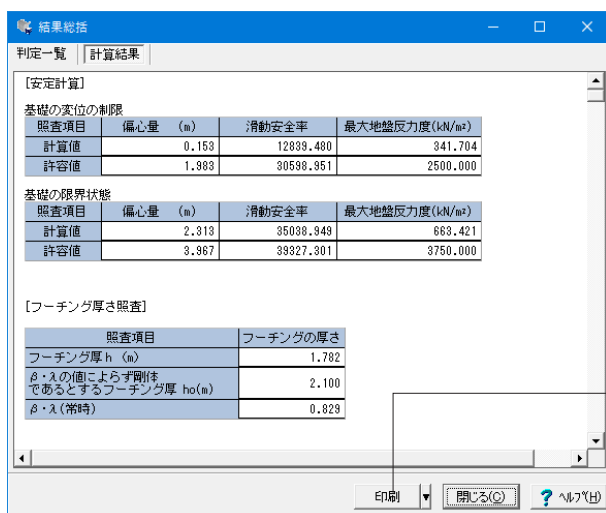 結果総括
判定一覧 計算結果
[安定計算]
基礎の変位の制限
照査項目 偏心量 (m) 滑動安全率 最大地盤反力度(kN/m²)
計算値 0.153 12839.480 341.704
許容値 1.983 30598.951 2500.000
基礎の限界状態
照査項目 偏心量 (m) 滑動安全率 最大地盤反力度(kN/m²)
計算値 2.313 35038.949 663.421
許容値 3.967 39327.301 3750.000
[フーチング厚さ照査]
照査項目 フーチングの厚さ
フーチング厚h (m) 1.782
β・λの値によらず剛体
であるとするフーチング厚 ho(m) 2.100
β・λ(常時) 0.829
印刷 閉じる(C) ? ヘルプ(H)